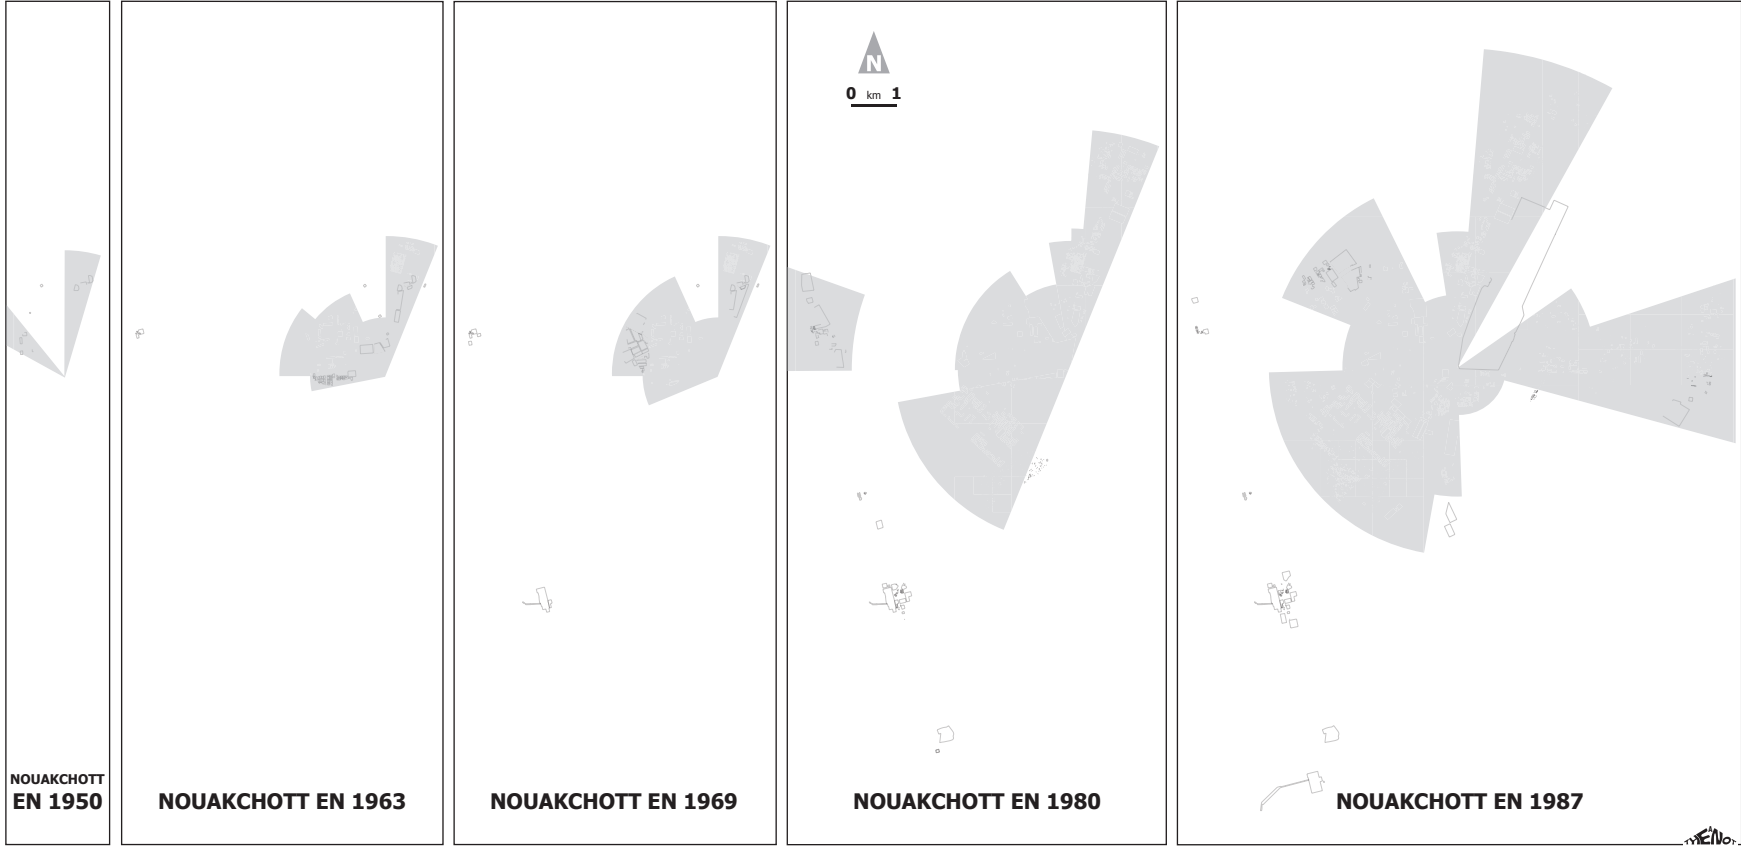 N
0 km 1
NOUAKCHOTT
EN 1950
NOUAKCHOTT EN 1963
NOUAKCHOTT EN 1969
NOUAKCHOTT EN 1980
NOUAKCHOTT EN 1987